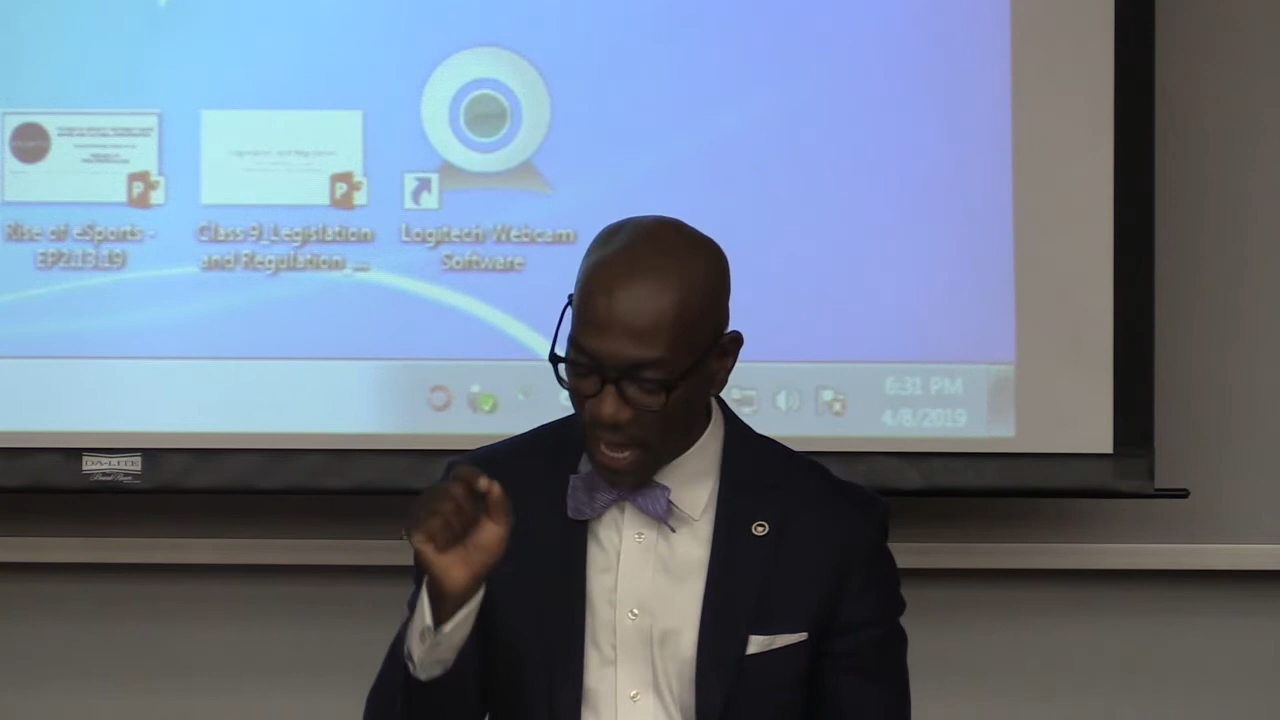 Rise of eSports -
EP2.13.19
Class 9_Legislation
and Regulation_...
Logitech Webcam
Software
6:31 PM
4/8/2019
DA-LITE